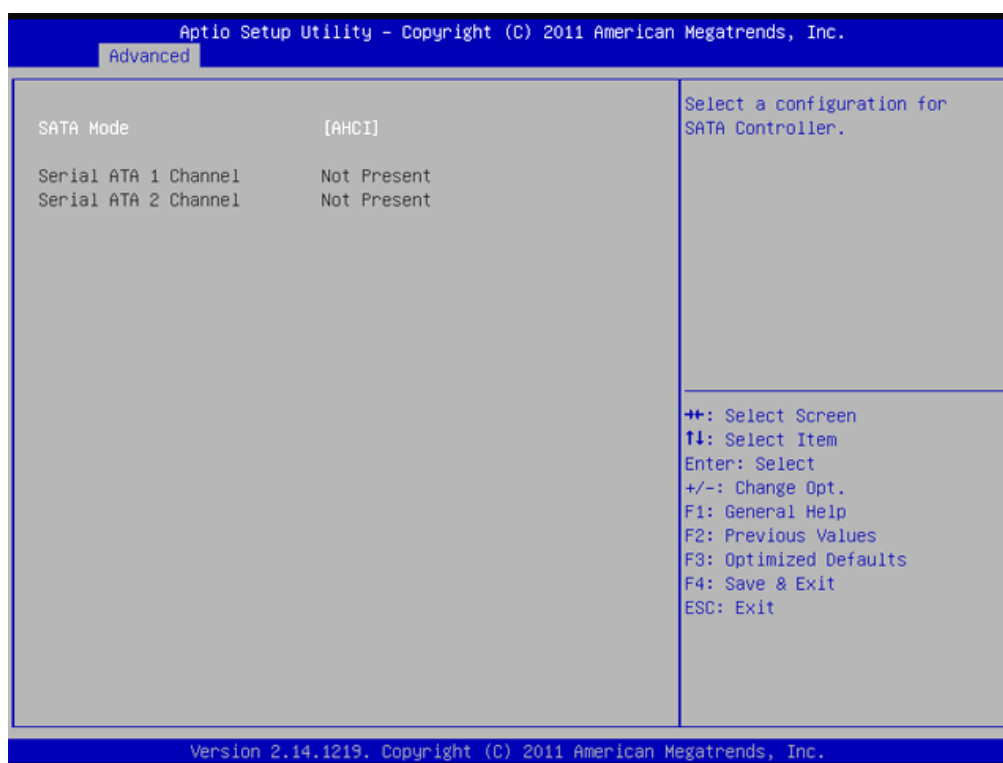 Aptio Setup Utility – Copyright (C) 2011 American Megatrends, Inc.
Advanced
SATA Mode [AHCI]
Serial ATA 1 Channel Not Present
Serial ATA 2 Channel Not Present
Select a configuration for
SATA Controller.
→←: Select Screen
↑↓: Select Item
Enter: Select
+/-: Change Opt.
F1: General Help
F2: Previous Values
F3: Optimized Defaults
F4: Save & Exit
ESC: Exit
Version 2.14.1219. Copyright (C) 2011 American Megatrends, Inc.